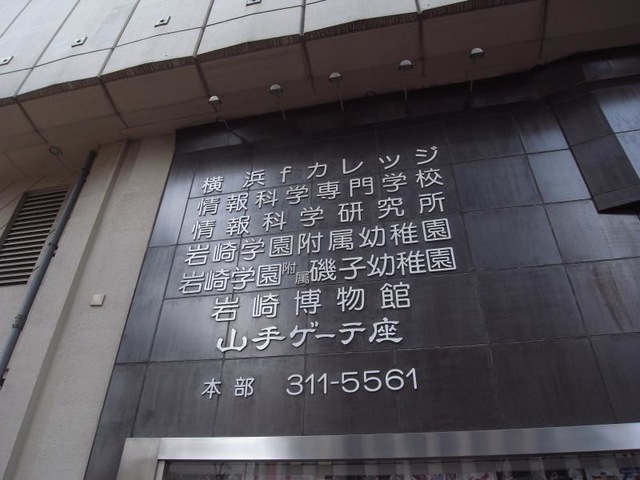 横浜fカレッジ
情報科学専門学校
情報科学研究所
岩崎学園附属幼稚園
岩崎学園附属磯子幼稚園
岩崎博物館
山手ゲーテ座
本部 311-5561